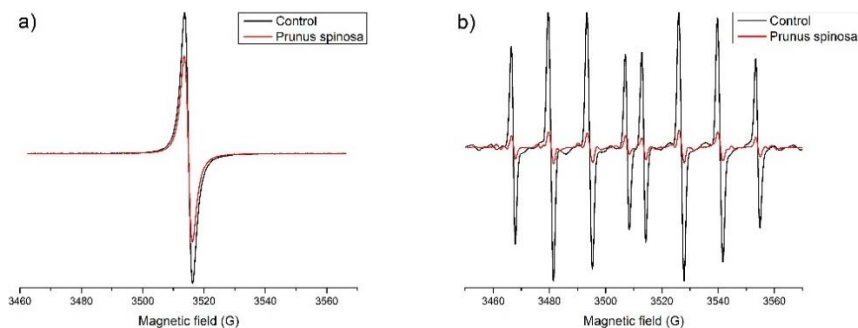 a)
Control
Prunus spinosa
3460 3480 3500 3520 3540 3560
Magnetic field (G)
b)
Control
Prunus spinosa
3460 3480 3500 3520 3540 3560
Magnetic field (G)